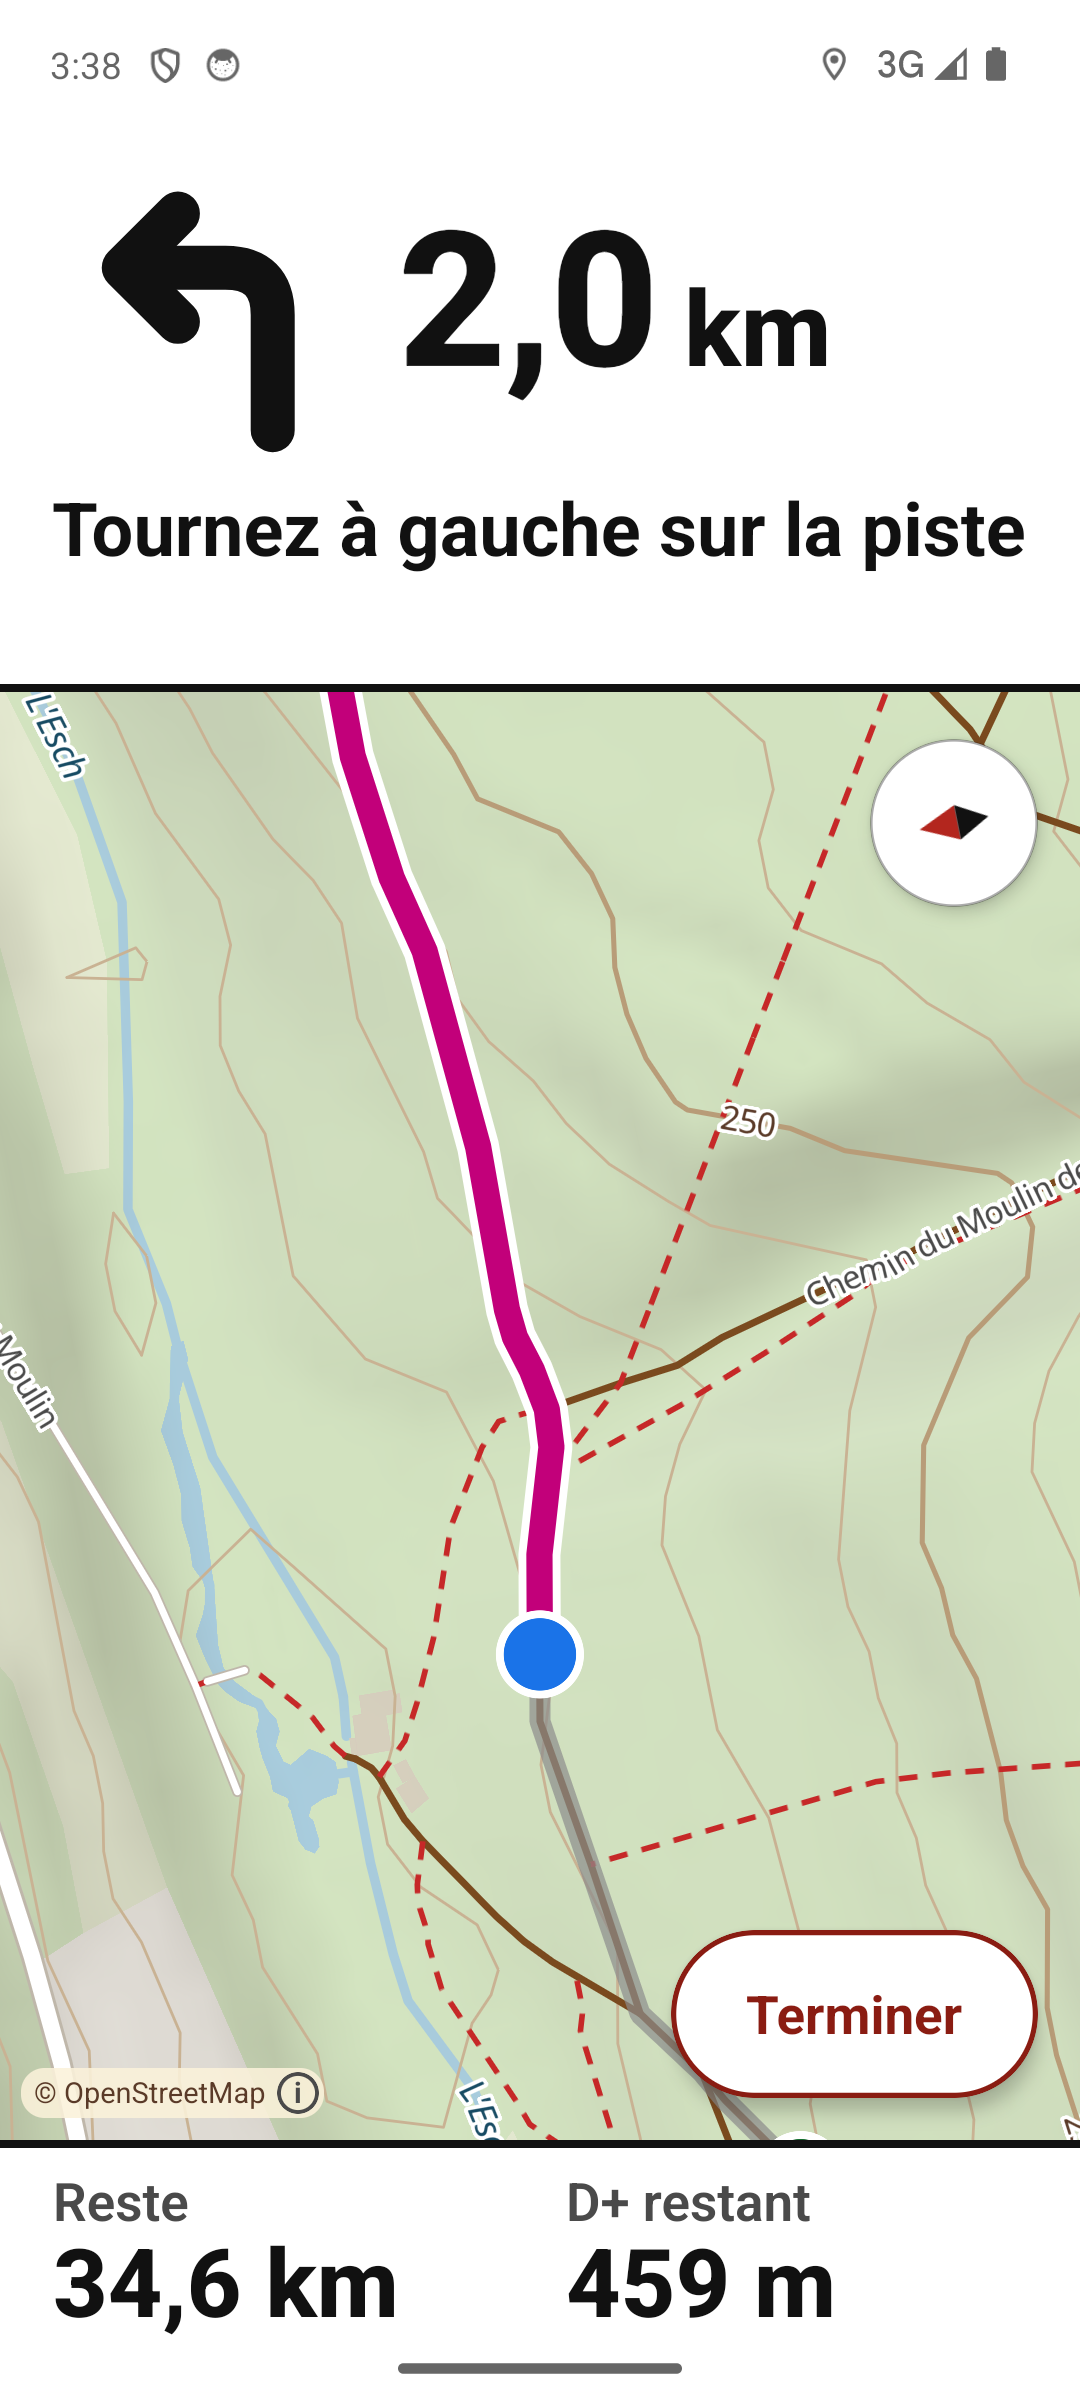 3:38
3G
2,0 km
Tournez à gauche sur la piste
L'Esch
250
Chemin du Moulin de
Moulin
Terminer
© OpenStreetMap
L'Es
Reste
D+ restant
34,6 km
459 m